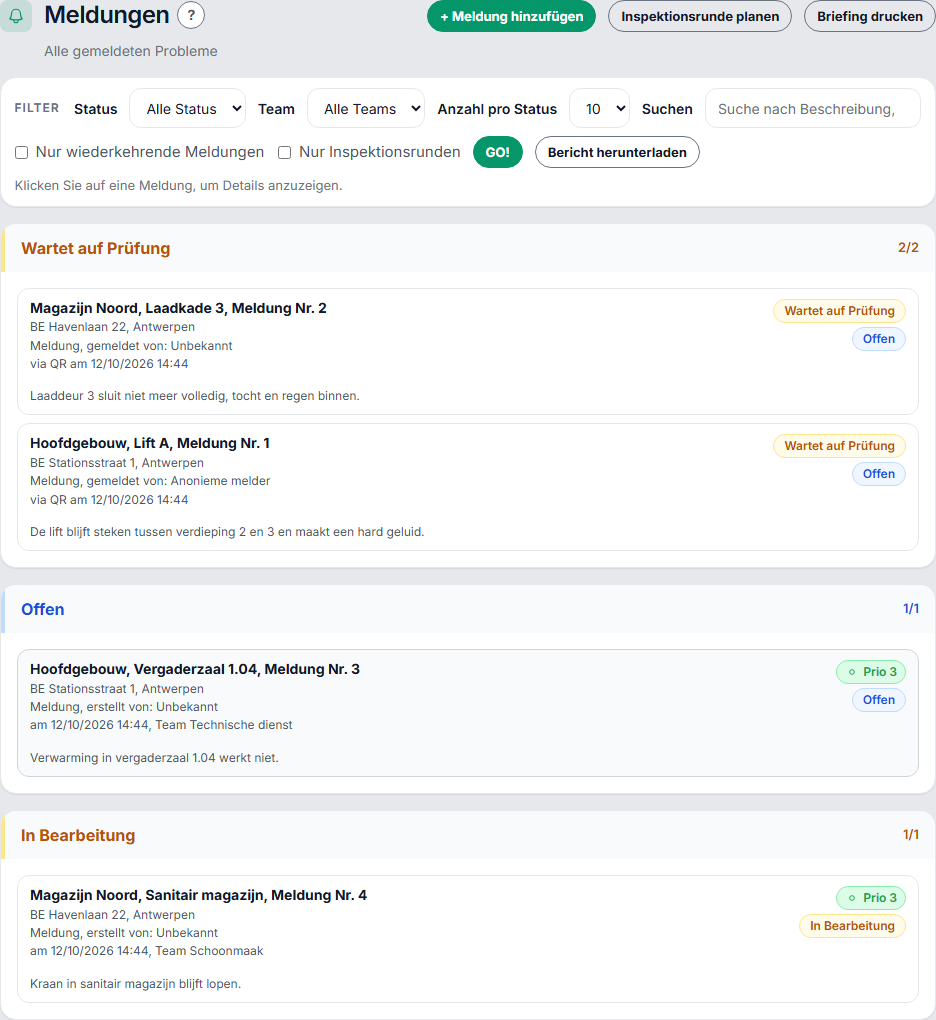 Meldungen ?
+ Meldung hinzufügen
Inspektionsrunde planen
Briefing drucken
Alle gemeldeten Probleme
FILTER Status Alle Status Team Alle Teams Anzahl pro Status 10 Suchen Suche nach Beschreibung,
Nur wiederkehrende Meldungen Nur Inspektionsrunden GO! Bericht herunterladen
Klicken Sie auf eine Meldung, um Details anzuzeigen.
Wartet auf Prüfung 2/2
Magazijn Noord, Laadkade 3, Meldung Nr. 2
Wartet auf Prüfung
BE Havenlaan 22, Antwerpen
Offen
Meldung, gemeldet von: Unbekannt
via QR am 12/10/2026 14:44
Laaddeur 3 sluit niet meer volledig, tocht en regen binnen.
Hoofdgebouw, Lift A, Meldung Nr. 1
Wartet auf Prüfung
BE Stationsstraat 1, Antwerpen
Offen
Meldung, gemeldet von: Anonieme melder
via QR am 12/10/2026 14:44
De lift blijft steken tussen verdieping 2 en 3 en maakt een hard geluid.
Offen 1/1
Hoofdgebouw, Vergaderzaal 1.04, Meldung Nr. 3
Prio 3
BE Stationsstraat 1, Antwerpen
Offen
Meldung, erstellt von: Unbekannt
am 12/10/2026 14:44, Team Technische dienst
Verwarming in vergaderzaal 1.04 werkt niet.
In Bearbeitung 1/1
Magazijn Noord, Sanitair magazijn, Meldung Nr. 4
Prio 3
BE Havenlaan 22, Antwerpen
In Bearbeitung
Meldung, erstellt von: Unbekannt
am 12/10/2026 14:44, Team Schoonmaak
Kraan in sanitair magazijn blijft lopen.